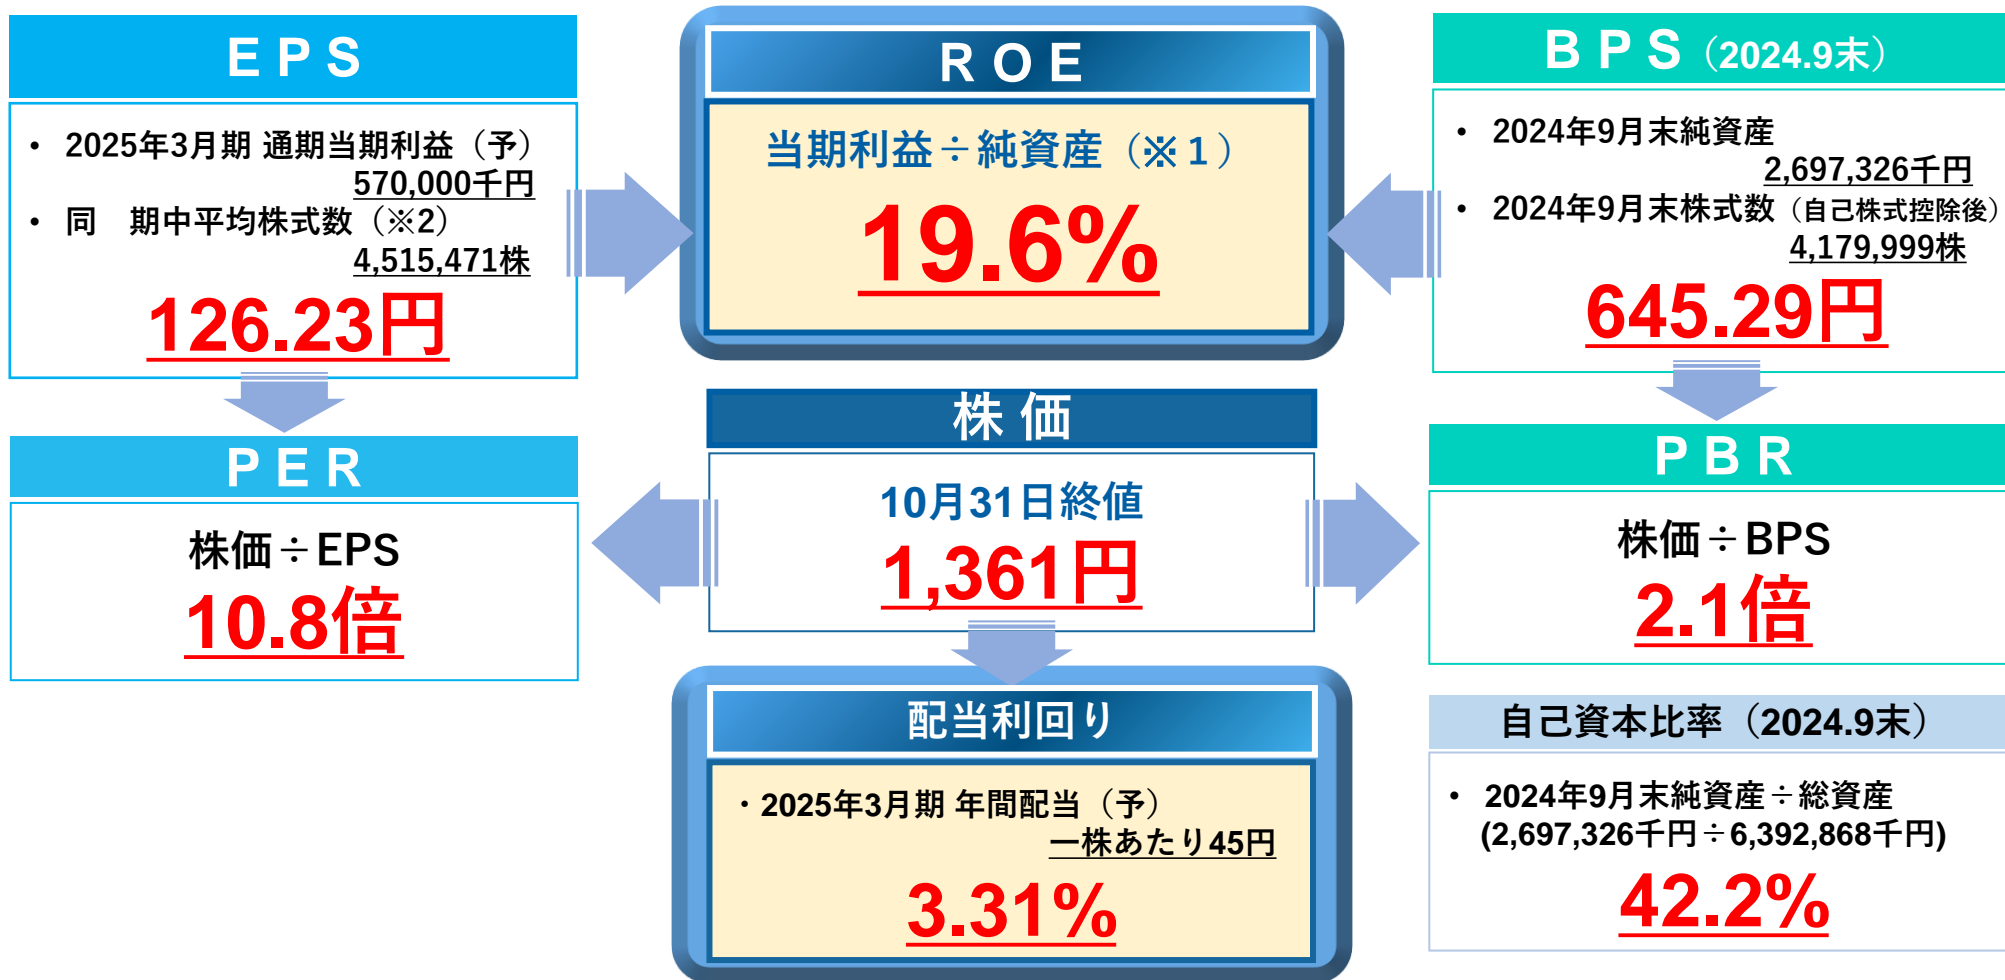 EPS
・ 2025年3月期 通期当期利益（予）
570,000千円
・ 同　期中平均株式数（※2）
4,515,471株
126.23円
ROE
当期利益÷純資産（※１）
19.6%
BPS（2024.9末）
・ 2024年9月末純資産
2,697,326千円
・ 2024年9月末株式数（自己株式控除後）
4,179,999株
645.29円
PER
株価÷EPS
10.8倍
株価
10月31日終値
1,361円
PBR
株価÷BPS
2.1倍
配当利回り
・2025年3月期 年間配当（予）
一株あたり45円
3.31%
自己資本比率（2024.9末）
・ 2024年9月末純資産÷総資産
(2,697,326千円÷6,392,868千円)
42.2%